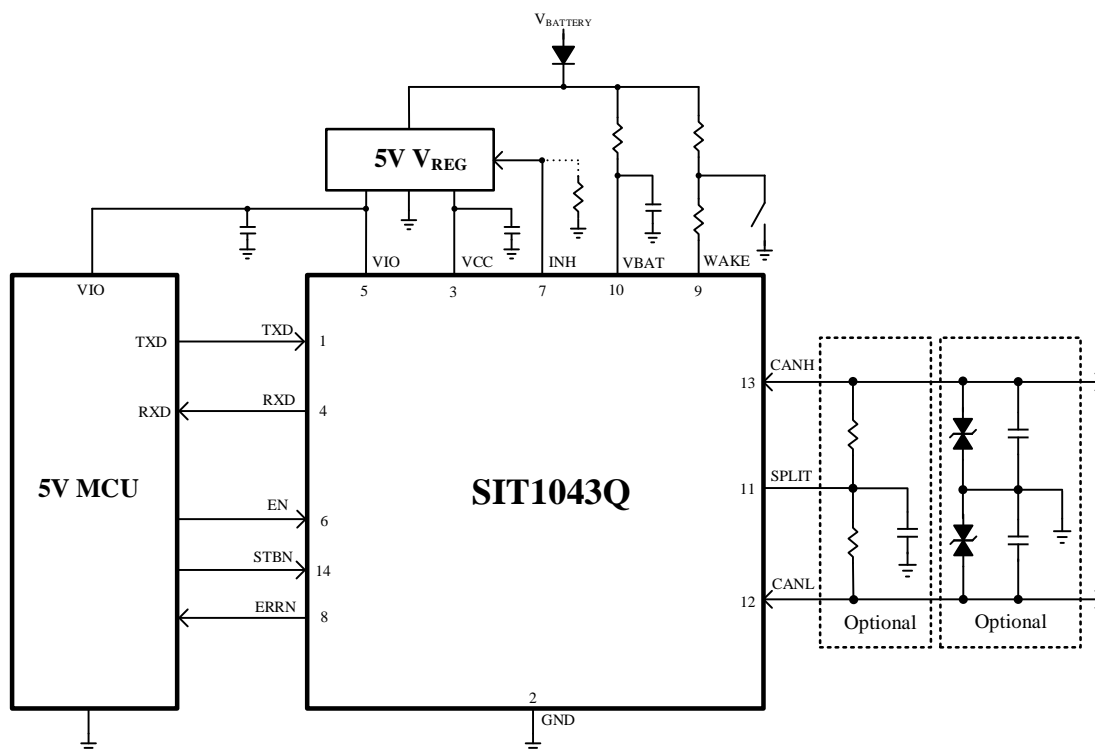 VBATTERY
5V VREG
VIO
VCC
INH
VBAT
WAKE
5
3
7
10
9
VIO
TXD
TXD
1
CANH
13
RXD
RXD
4
5V MCU
SIT1043Q
SPLIT
11
EN
6
STBN
14
ERRN
8
CANL
12
Optional
Optional
2
GND